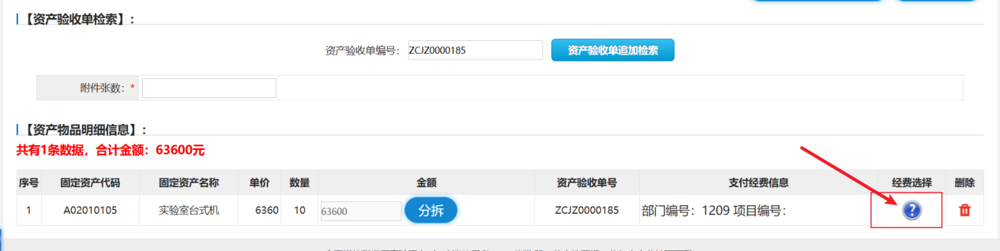 【资产验收单检索】:
资产验收单编号: ZCJZ0000185 资产验收单追加检索
附件张数: *
【资产物品明细信息】:
共有1条数据, 合计金额: 63600元
序号 固定资产代码 固定资产名称 单价 数量 金额 资产验收单号 支付经费信息 经费选择 删除
1 A02010105 实验室台式机 6360 10 63600 分拆 ZCJZ0000185 部门编号: 1209 项目编号: ?